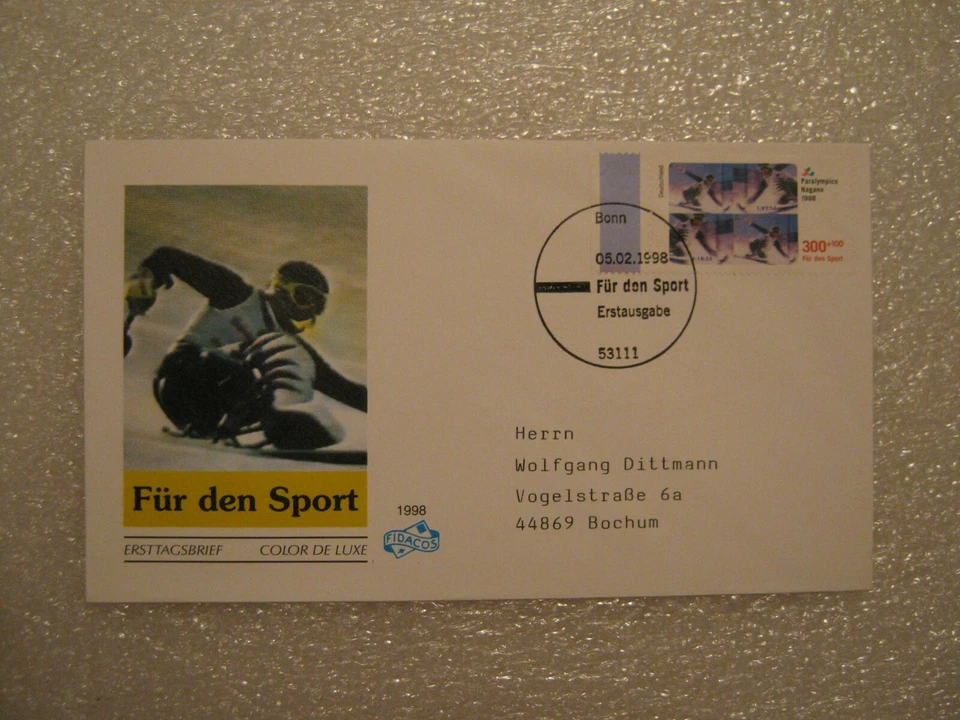 Deutschland
Paralympics
Nagano
1998
300+100
Für den Sport
Bonn
05.02.1998
Für den Sport
Erstausgabe
53111
Herrn
Wolfgang Dittmann
Vogelstraße 6a
44869 Bochum
Für den Sport
ERSTTAGSBRIEF COLOR DE LUXE
1998
FIDACOS